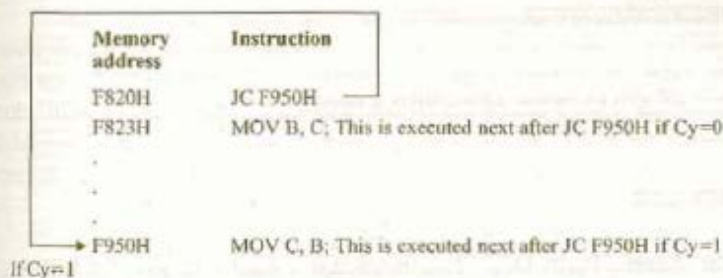 Memory address Instruction
F820H JC F950H
F823H MOV B, C; This is executed next after JC F950H if Cy=0
.
.
.
F950H MOV C, B; This is executed next after JC F950H if Cy=1
If Cy=1